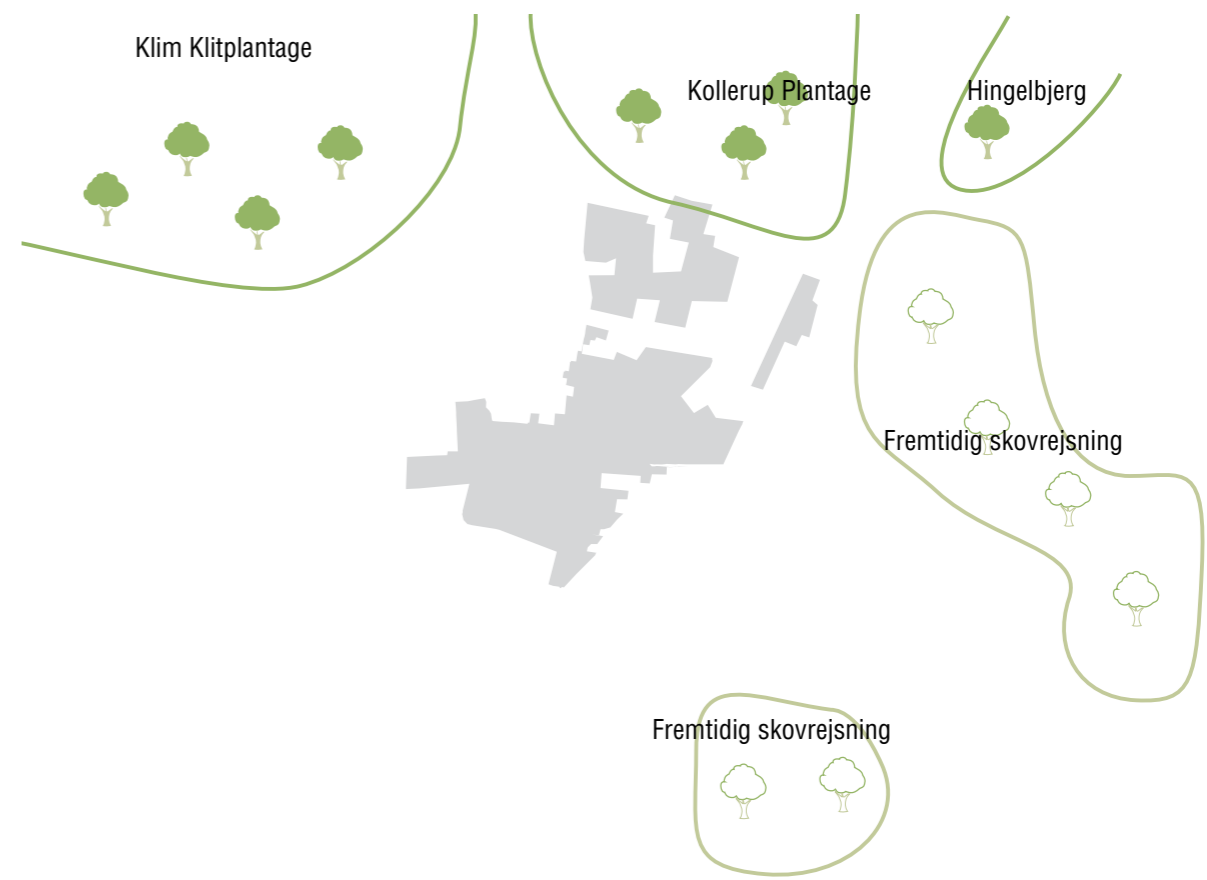 Klim Klitplantage
Kollerup Plantage
Hingelbjerg
Fremtidig skovrejsning
Fremtidig skovrejsning